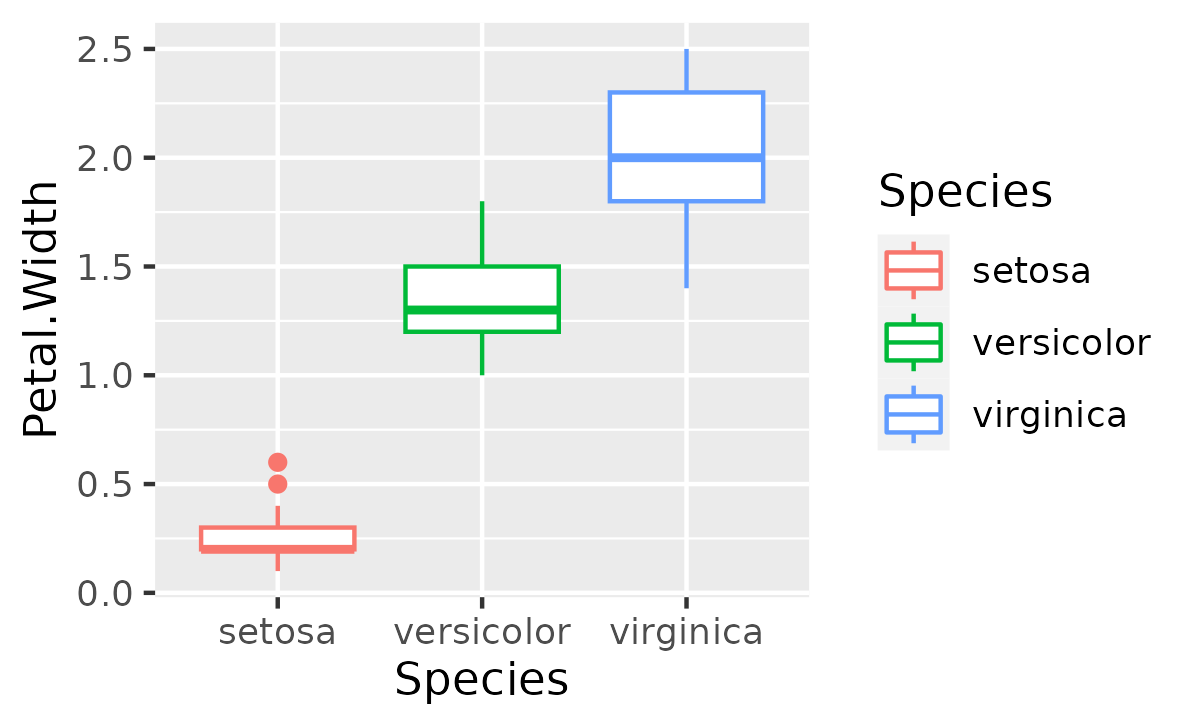 Petal.Width
2.5
2.0
1.5
1.0
0.5
0.0
setosa versicolor virginica
Species
Species
setosa
versicolor
virginica